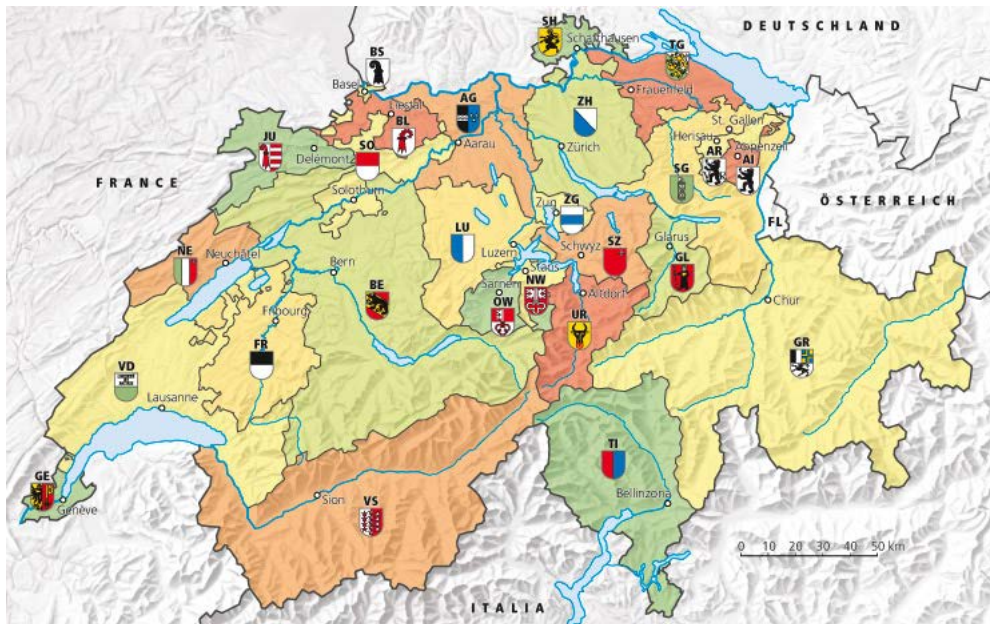 DEUTSCHLAND
SH
Schaffhausen
BS
TG
Basel
Frauenfeld
Liestal
AG
ZH
BL
St. Gallen
JU
SO
Aarau
Herisau
Appenzell
Delémont
Zürich
AR
AI
FRANCE
SG
Solothurn
ZG
ÖSTERREICH
Zug
FL
LU
NE
Neuchâtel
Luzern
Schwyz
SZ
Glarus
Bern
Stans
GL
BE
Sarnen
NW
OW
Altdorf
Chur
Fribourg
UR
FR
GR
VD
Lausanne
TI
GE
Genève
Sion
VS
Bellinzona
0 10 20 30 40 50 km
ITALIA